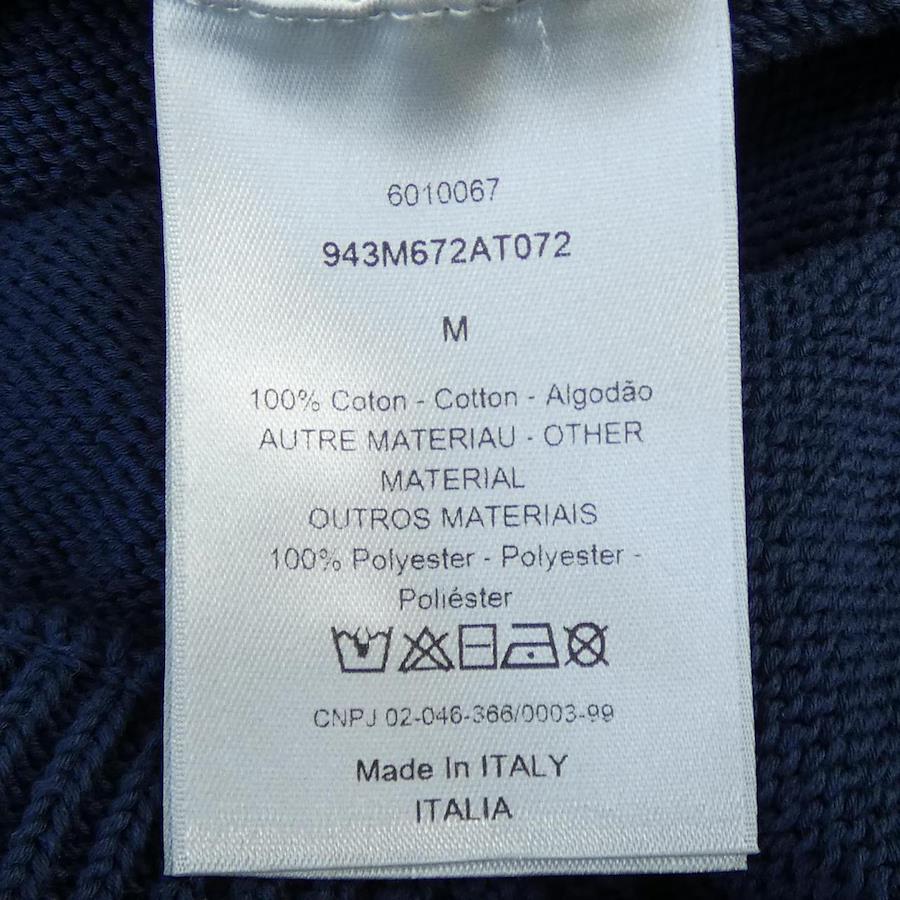 6010067
943M672AT072
M
100% Coton - Cotton - Algodão
AUTRE MATERIAU - OTHER
MATERIAL
OUTROS MATERIAIS
100% Polyester - Polyester -
Poliéster
CNPJ 02-046-366/0003-99
Made In ITALY
ITALIA